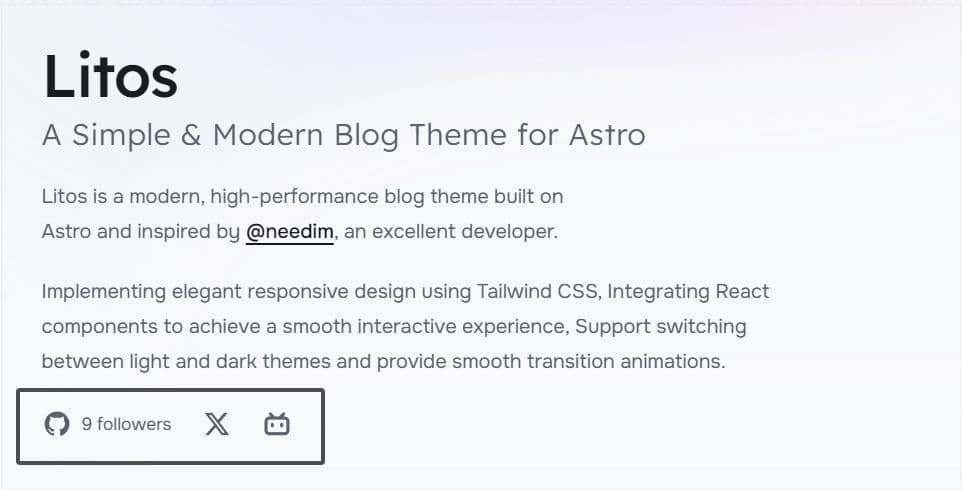 Litos
A Simple & Modern Blog Theme for Astro
Litos is a modern, high-performance blog theme built on
Astro and inspired by @needim, an excellent developer.
Implementing elegant responsive design using Tailwind CSS, Integrating React
components to achieve a smooth interactive experience, Support switching
between light and dark themes and provide smooth transition animations.
9 followers